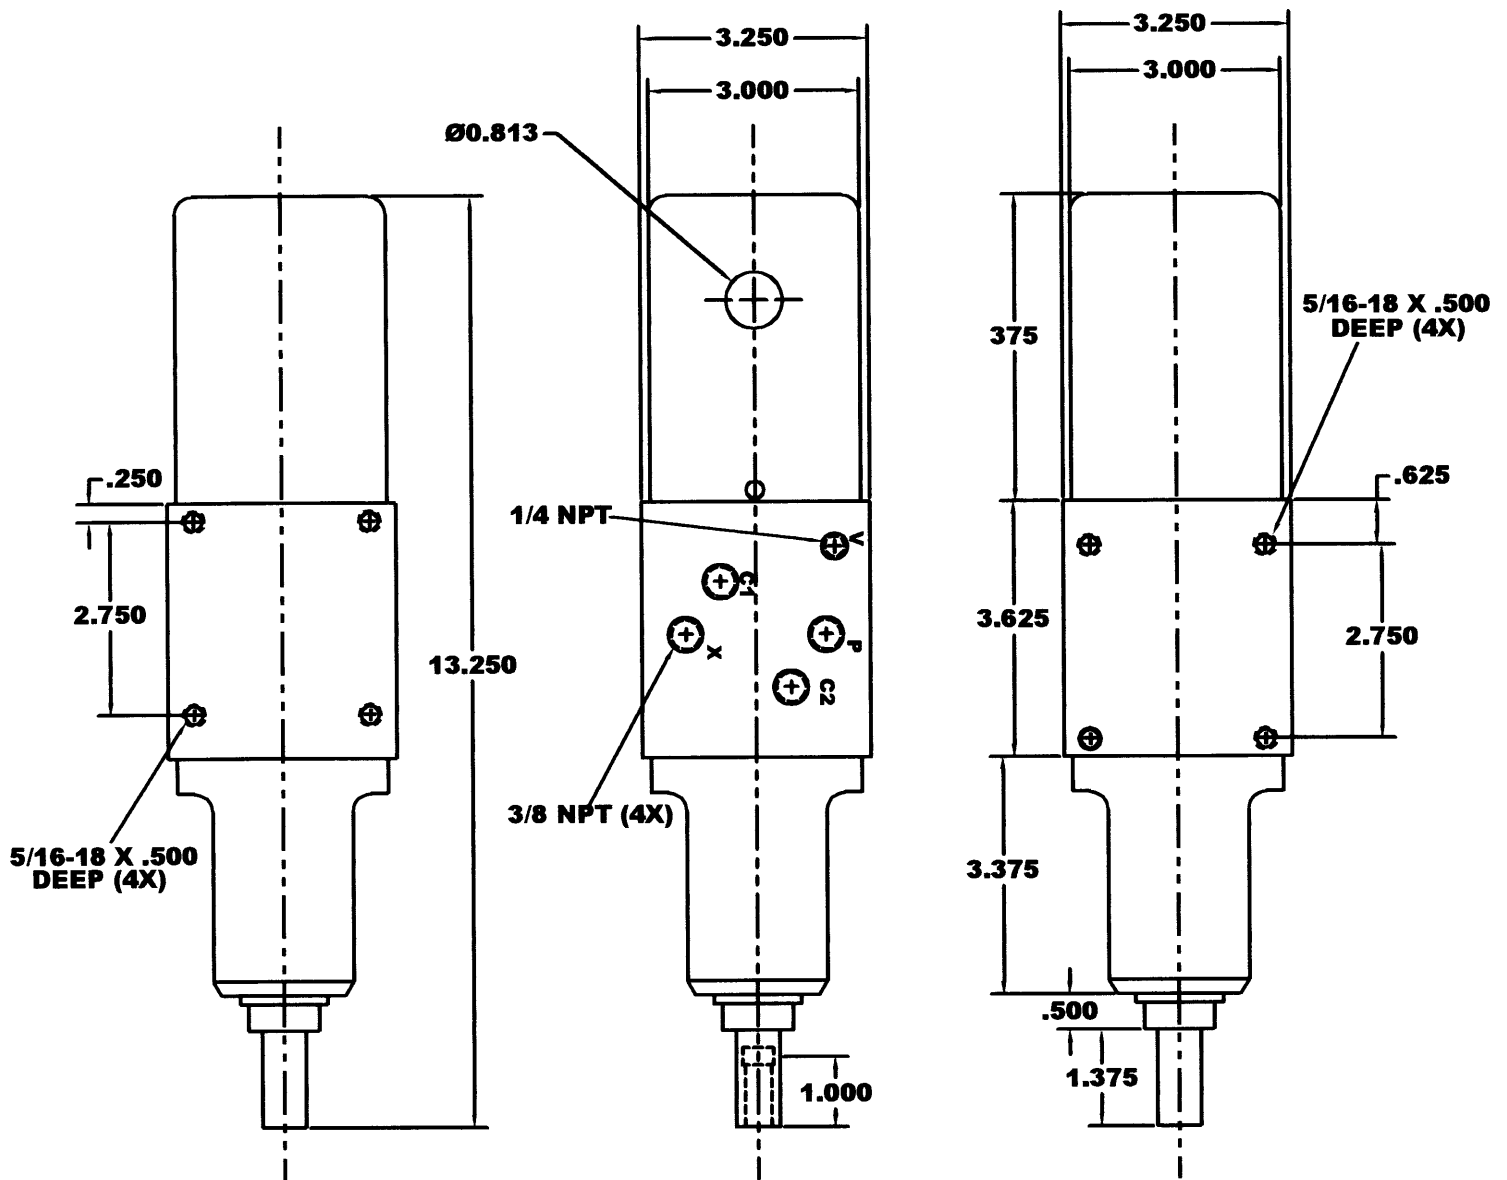 3.250
3.000
Ø0.813
.250
2.750
13.250
5/16-18 X .500
DEEP (4X)
1/4 NPT
V
C1
X
P
C2
3/8 NPT (4X)
1.000
3.250
3.000
375
5/16-18 X .500
DEEP (4X)
.625
3.625
2.750
3.375
.500
1.375